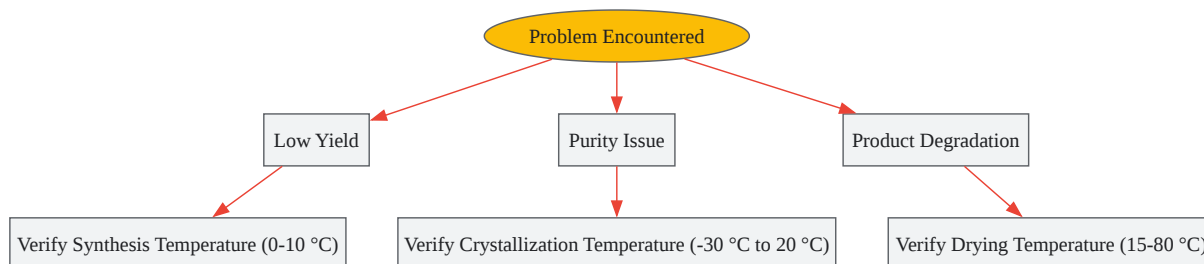 Problem Encountered
Low Yield
Purity Issue
Product Degradation
Verify Synthesis Temperature (0-10 °C)
Verify Crystallization Temperature (-30 °C to 20 °C)
Verify Drying Temperature (15-80 °C)